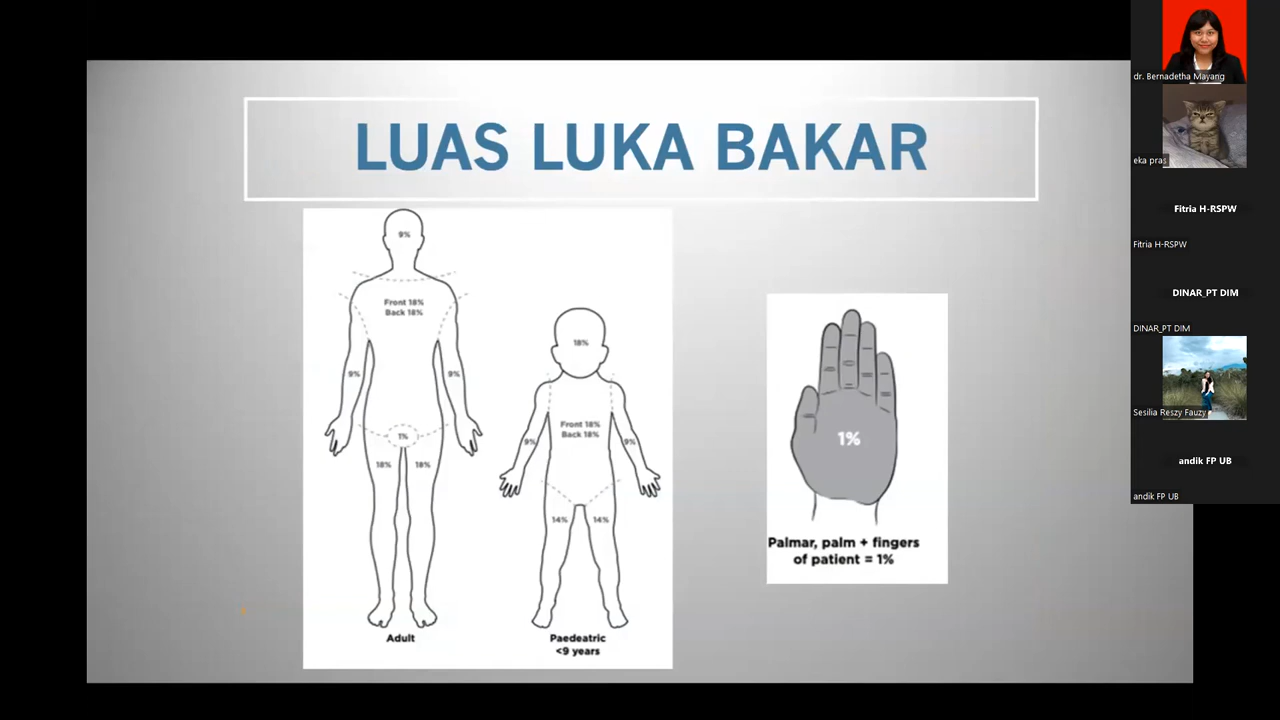 LUAS LUKA BAKAR
9%
Front 18%
Back 18%
9%
9%
1%
18%
18%
Adult
18%
Front 18%
Back 18%
9%
9%
14%
14%
Paedeatric
<9 years
1%
Palmar, palm + fingers
of patient = 1%
dr. Bernadetha Mayang
eka pras
Fitria H-RSPW
Fitria H-RSPW
DINAR_PT DIM
DINAR_PT DIM
Sesilia Reszy Fauzy
andik FP UB
andik FP UB